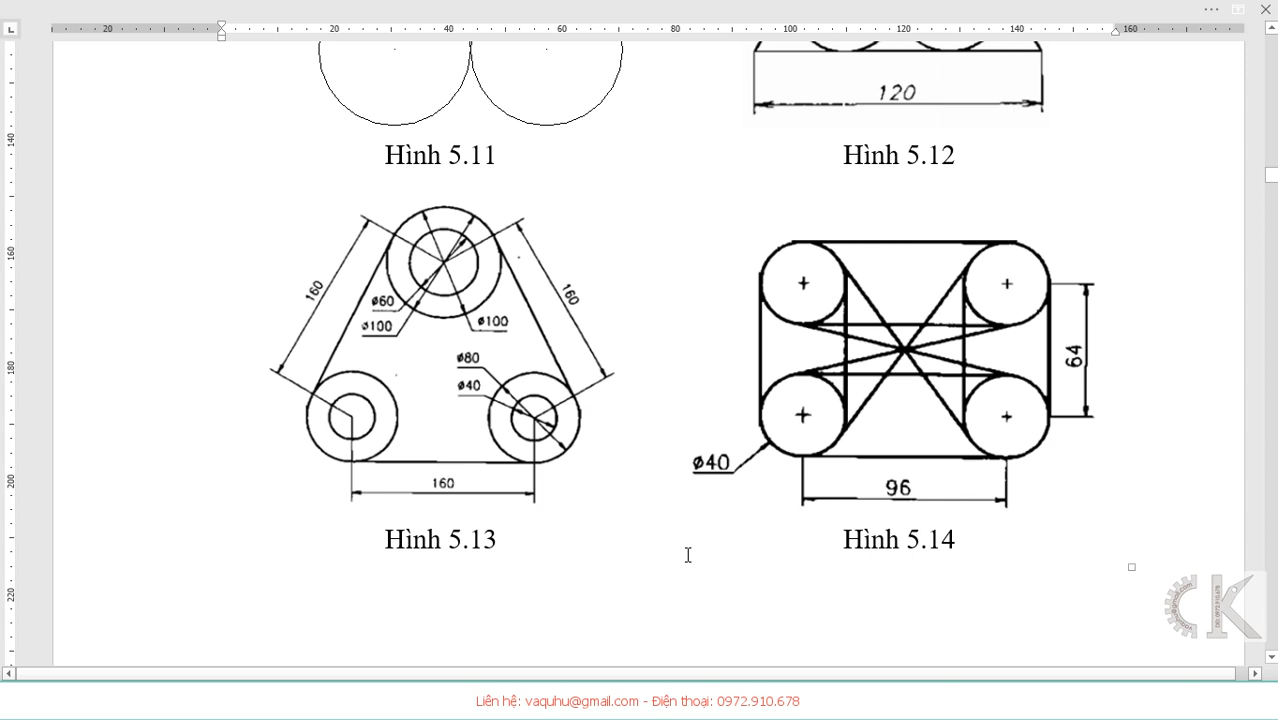 20
20
40
60
80
100
120
140
160
140
160
180
200
220
120
Hình 5.11
Hình 5.12
160
160
ø60
ø100
ø100
ø80
ø40
160
64
ø40
96
Hình 5.13
Hình 5.14
CK
Liên hệ: vaquhu@gmail.com - Điện thoại: 0972.910.678